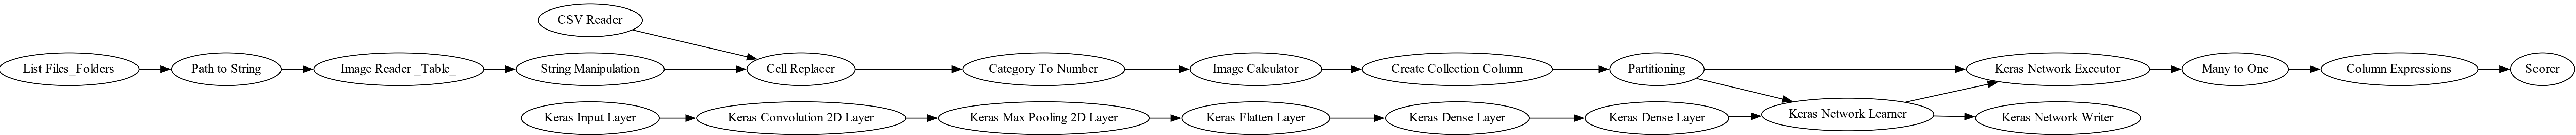 CSV Reader
List Files_Folders
Path to String
Image Reader _Table_
String Manipulation
Cell Replacer
Category To Number
Image Calculator
Create Collection Column
Partitioning
Keras Network Executor
Many to One
Column Expressions
Scorer
Keras Input Layer
Keras Convolution 2D Layer
Keras Max Pooling 2D Layer
Keras Flatten Layer
Keras Dense Layer
Keras Dense Layer
Keras Network Learner
Keras Network Writer